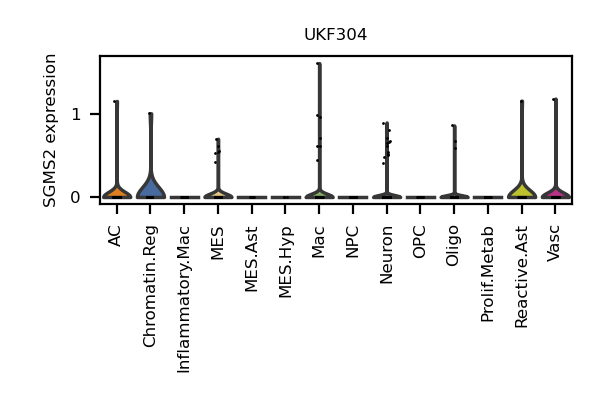 UKF304
SGMS2 expression
1
0
AC
Chromatin.Reg
Inflammatory.Mac
MES
MES.Ast
MES.Hyp
Mac
NPC
Neuron
OPC
Oligo
Prolif.Metab
Reactive.Ast
Vasc